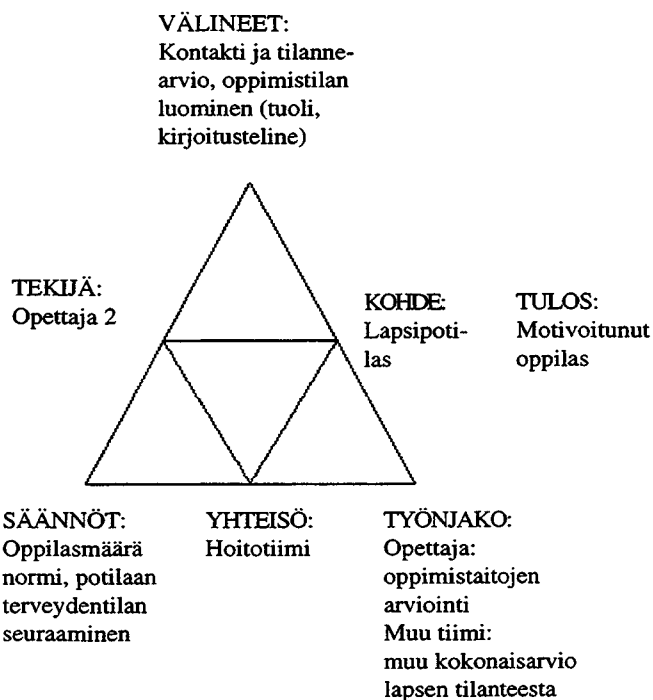 VÄLINEET:
Kontakti ja tilanne-
arvio, oppimistilan
luominen (tuoli,
kirjoitusteline)
TEKIJÄ:
Opettaja 2
KOHDE:
Lapsipoti-
las
TULOS:
Motivoitunut
oppilas
SÄÄNNÖT:
Oppilasmäärä
normi, potilaan
terveydentilan
seuraaminen
YHTEISÖ:
Hoitotiimi
TYÖNJAKO:
Opettaja:
oppimistaitojen
arviointi
Muu tiimi:
muu kokonaisarvio
lapsen tilanteesta